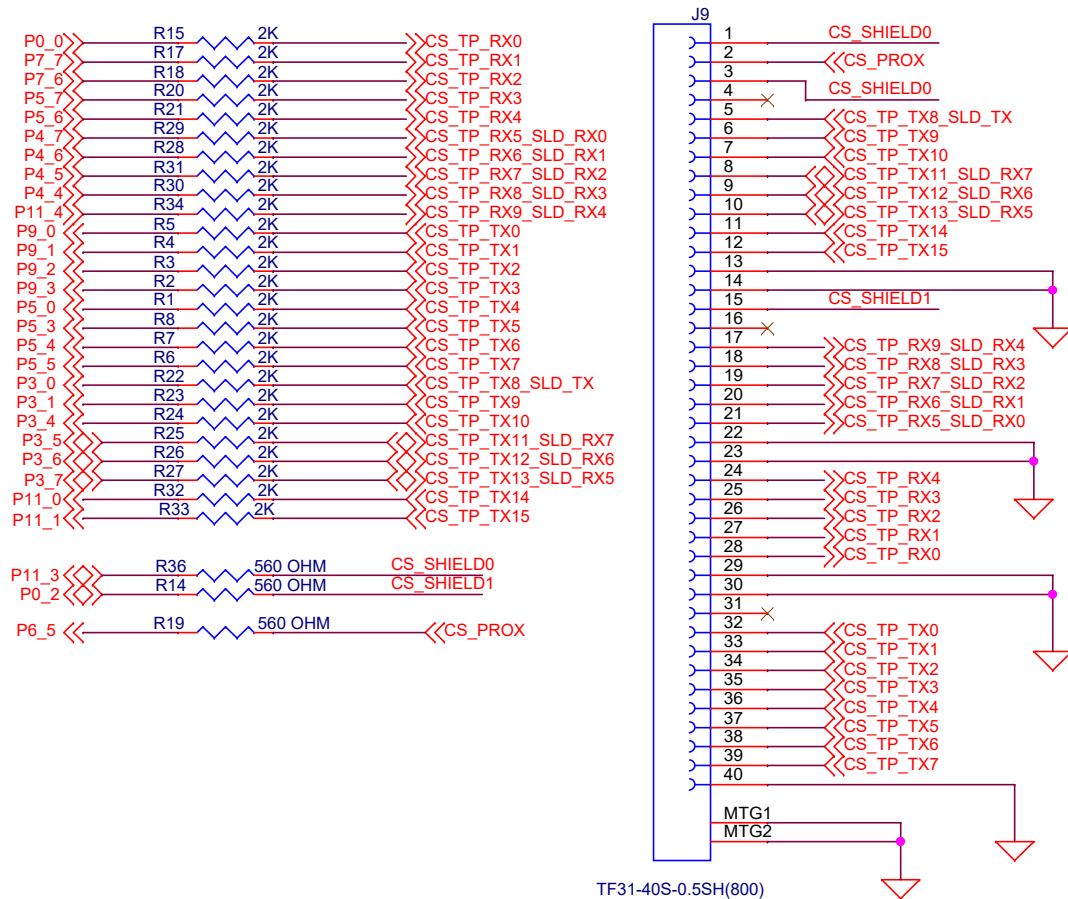 P0_0 R15 2K CS_TP_RX0
P7_7 R17 2K CS_TP_RX1
P7_6 R18 2K CS_TP_RX2
P5_7 R20 2K CS_TP_RX3
P5_6 R21 2K CS_TP_RX4
P4_7 R29 2K CS_TP_RX5_SLD_RX0
P4_6 R28 2K CS_TP_RX6_SLD_RX1
P4_5 R31 2K CS_TP_RX7_SLD_RX2
P4_4 R30 2K CS_TP_RX8_SLD_RX3
P11_4 R34 2K CS_TP_RX9_SLD_RX4
P9_0 R5 2K CS_TP_TX0
P9_1 R4 2K CS_TP_TX1
P9_2 R3 2K CS_TP_TX2
P9_3 R2 2K CS_TP_TX3
P5_0 R1 2K CS_TP_TX4
P5_3 R8 2K CS_TP_TX5
P5_4 R7 2K CS_TP_TX6
P5_5 R6 2K CS_TP_TX7
P3_0 R22 2K CS_TP_TX8_SLD_TX
P3_1 R23 2K CS_TP_TX9
P3_4 R24 2K CS_TP_TX10
P3_5 R25 2K CS_TP_TX11_SLD_RX7
P3_6 R26 2K CS_TP_TX12_SLD_RX6
P3_7 R27 2K CS_TP_TX13_SLD_RX5
P11_0 R32 2K CS_TP_TX14
P11_1 R33 2K CS_TP_TX15
P11_3 R36 560 OHM CS_SHIELD0
P0_2 R14 560 OHM CS_SHIELD1
P6_5 R19 560 OHM CS_PROX
J9
1 CS_SHIELD0
2 CS_PROX
3
4 CS_SHIELD0
5 CS_TP_TX8_SLD_TX
6 CS_TP_TX9
7 CS_TP_TX10
8 CS_TP_TX11_SLD_RX7
9 CS_TP_TX12_SLD_RX6
10 CS_TP_TX13_SLD_RX5
11 CS_TP_TX14
12 CS_TP_TX15
13
14
15 CS_SHIELD1
16
17 CS_TP_RX9_SLD_RX4
18 CS_TP_RX8_SLD_RX3
19 CS_TP_RX7_SLD_RX2
20 CS_TP_RX6_SLD_RX1
21 CS_TP_RX5_SLD_RX0
22
23
24 CS_TP_RX4
25 CS_TP_RX3
26 CS_TP_RX2
27 CS_TP_RX1
28 CS_TP_RX0
29
30
31
32 CS_TP_TX0
33 CS_TP_TX1
34 CS_TP_TX2
35 CS_TP_TX3
36 CS_TP_TX4
37 CS_TP_TX5
38 CS_TP_TX6
39 CS_TP_TX7
40
MTG1
MTG2
TF31-40S-0.5SH(800)